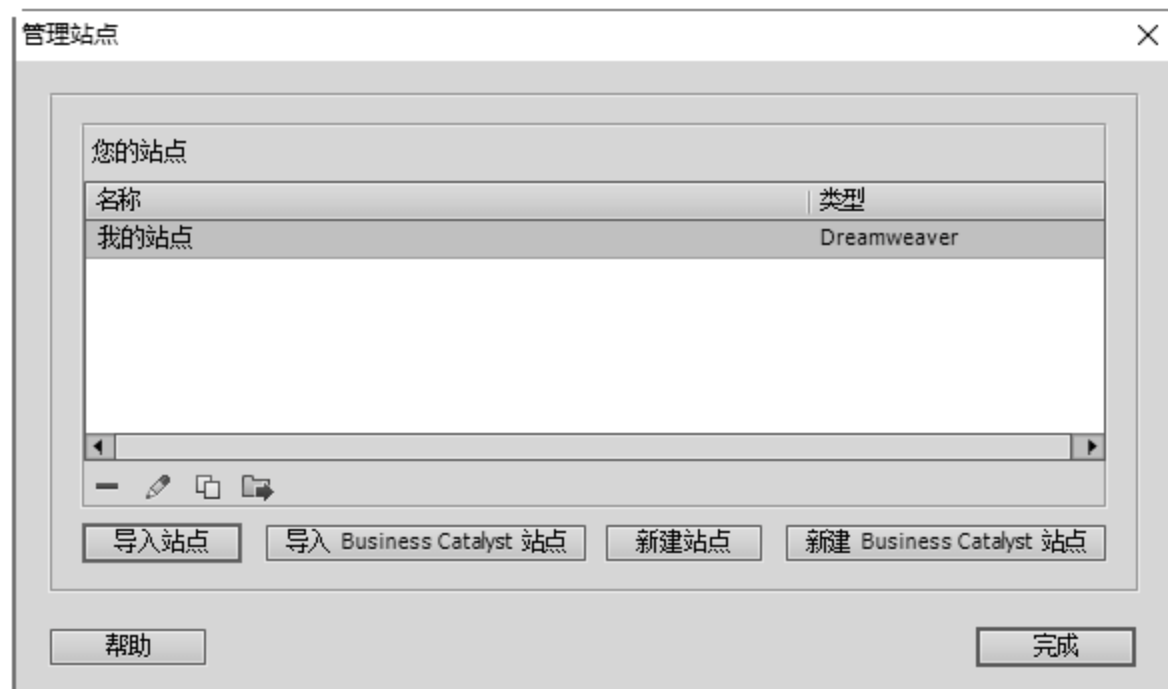 管理站点
您的站点
名称 类型
我的站点 Dreamweaver
导入站点 导入 Business Catalyst 站点 新建站点 新建 Business Catalyst 站点
帮助 完成